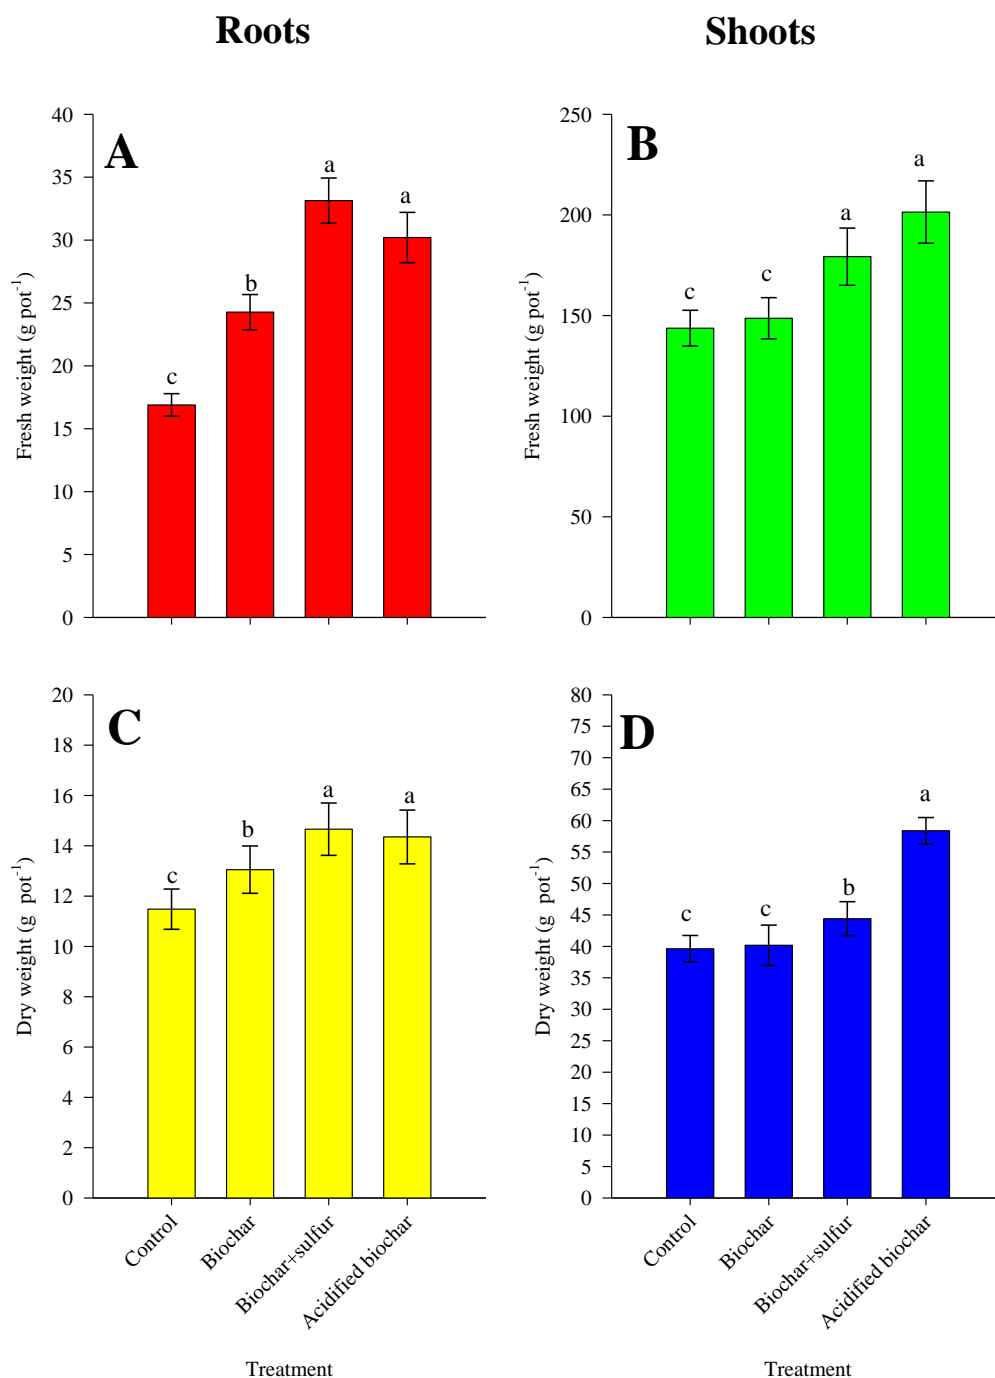 Roots
Shoots
A
40
35
30
25
20
15
10
5
0
Fresh weight (g pot-1)
c
b
a
a
B
250
200
150
100
50
0
Fresh weight (g pot-1)
c
c
a
a
C
20
18
16
14
12
10
8
6
4
2
0
Dry weight (g pot-1)
c
b
a
a
Control
Biochar
Biochar+sulfur
Acidified biochar
Treatment
D
80
75
70
65
60
55
50
45
40
35
30
25
20
15
10
5
0
Dry weight (g pot-1)
c
c
b
a
Control
Biochar
Biochar+sulfur
Acidified biochar
Treatment